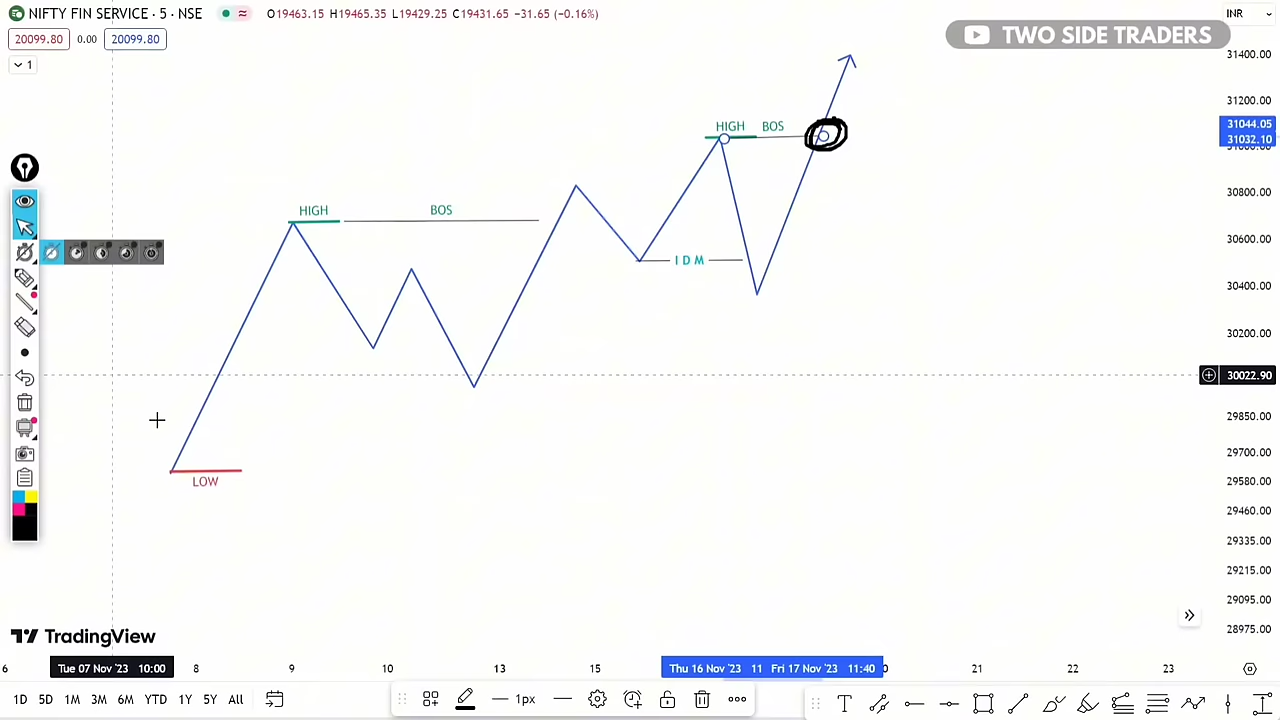 NIFTY FIN SERVICE · 5 · NSE O19463.15 H19465.35 L19429.25 C19431.65 −31.65 (−0.16%) INR
20099.80 0.00 20099.80
TWO SIDE TRADERS
1
31400.00
31200.00
HIGH BOS
31044.05
31032.10
31000.00
30800.00
HIGH BOS
30600.00
I D M
30400.00
30200.00
30022.90
29850.00
29700.00
LOW
29580.00
29460.00
29335.00
29215.00
29095.00
28975.00
TradingView
6 Tue 07 Nov '23 10:00 8 9 10 13 15 Thu 16 Nov '23 11 Fri 17 Nov '23 11:40 0 21 22 23
1D 5D 1M 3M 6M YTD 1Y 5Y All 1px T